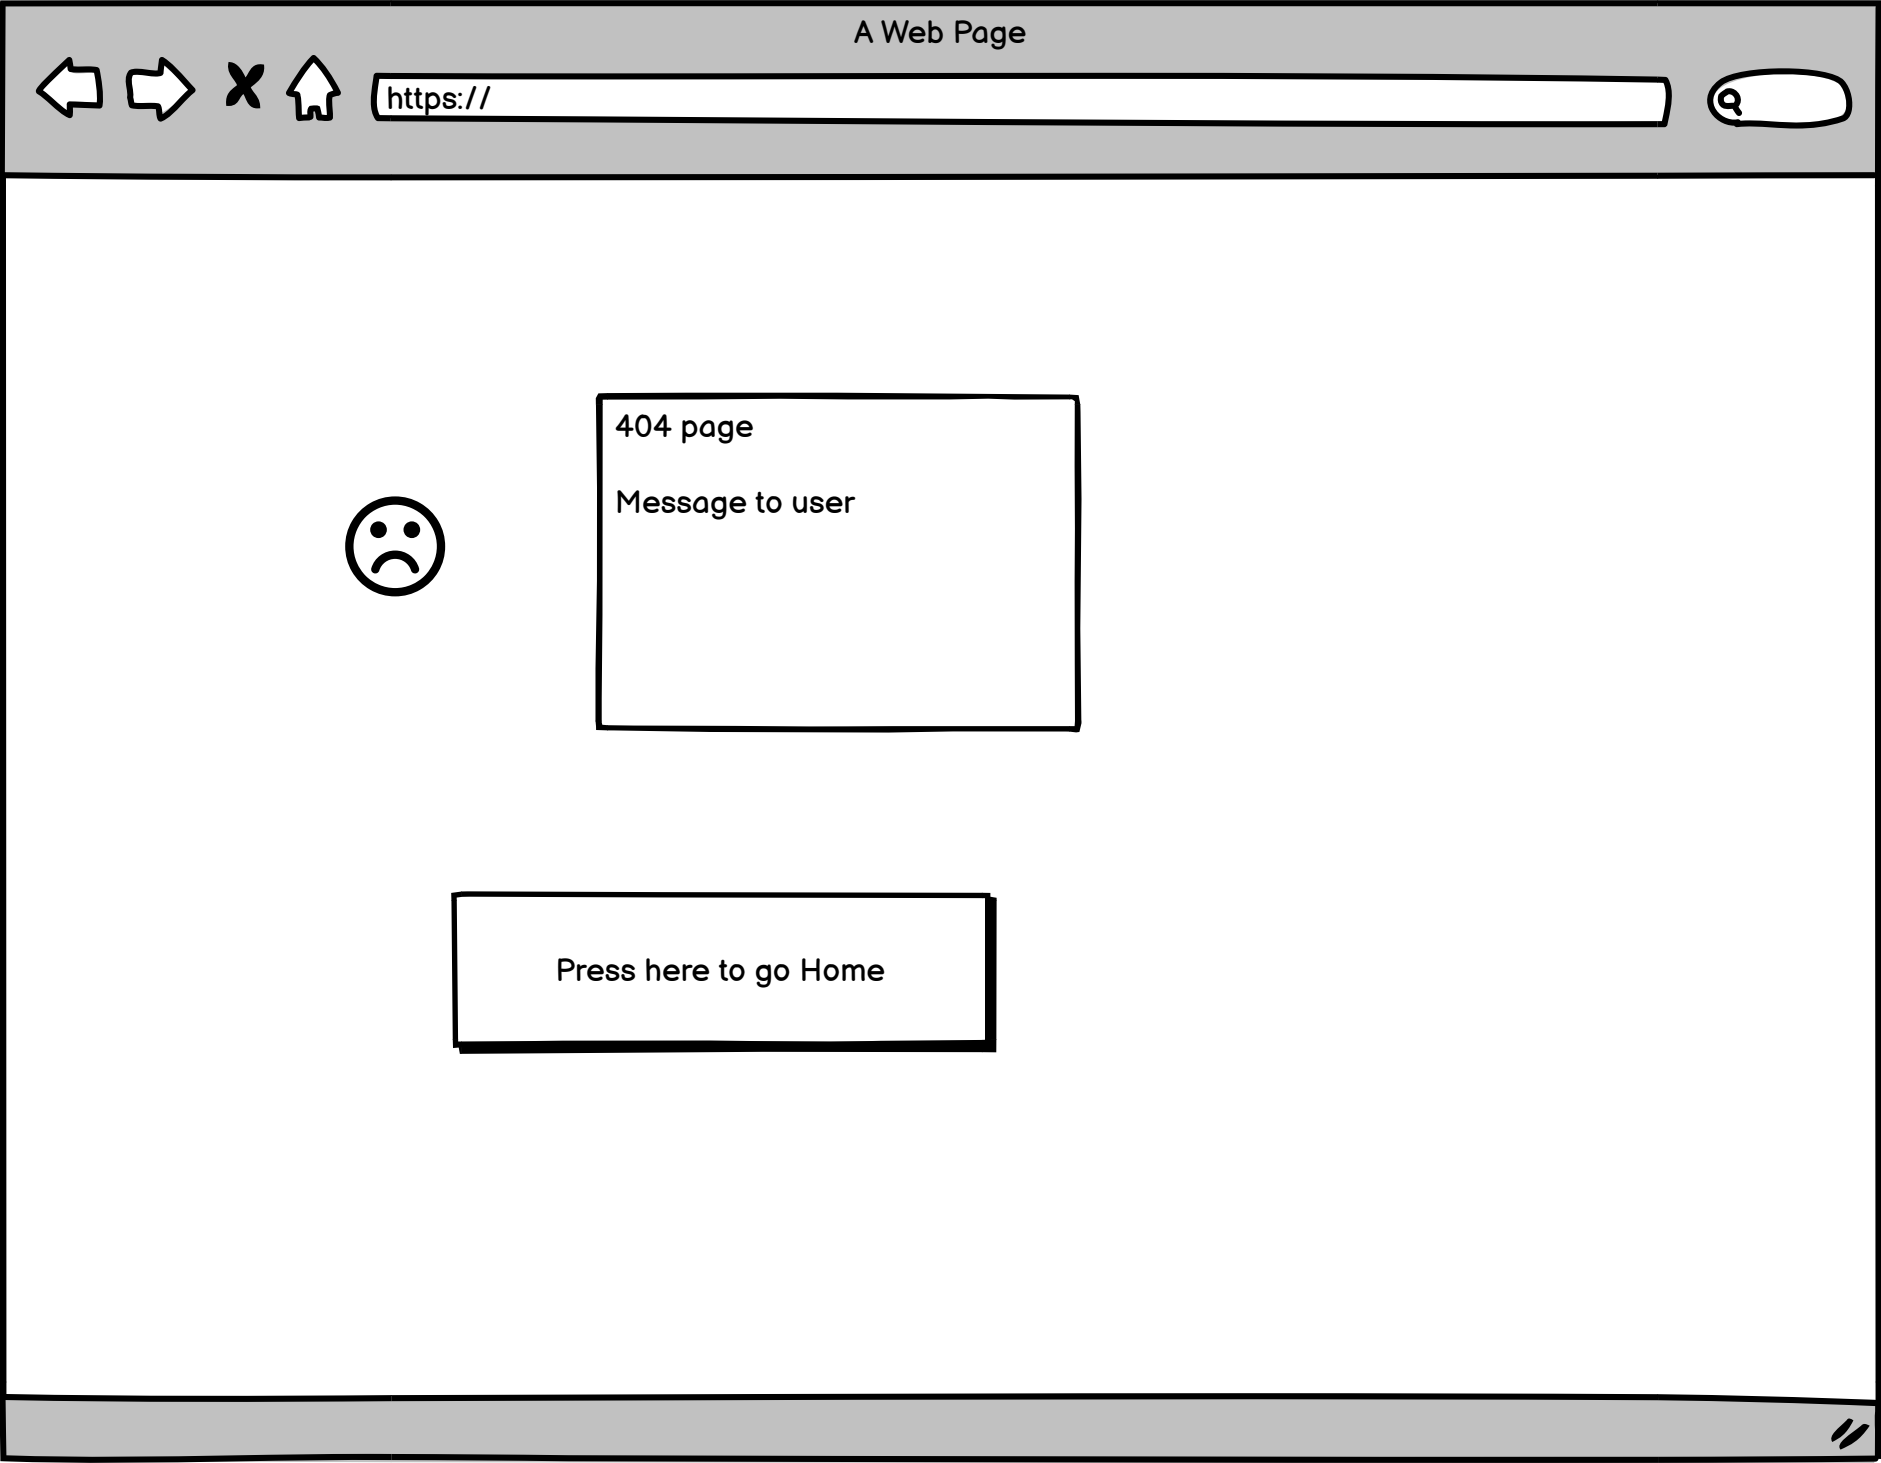 A Web Page
https://
404 page
Message to user
Press here to go Home